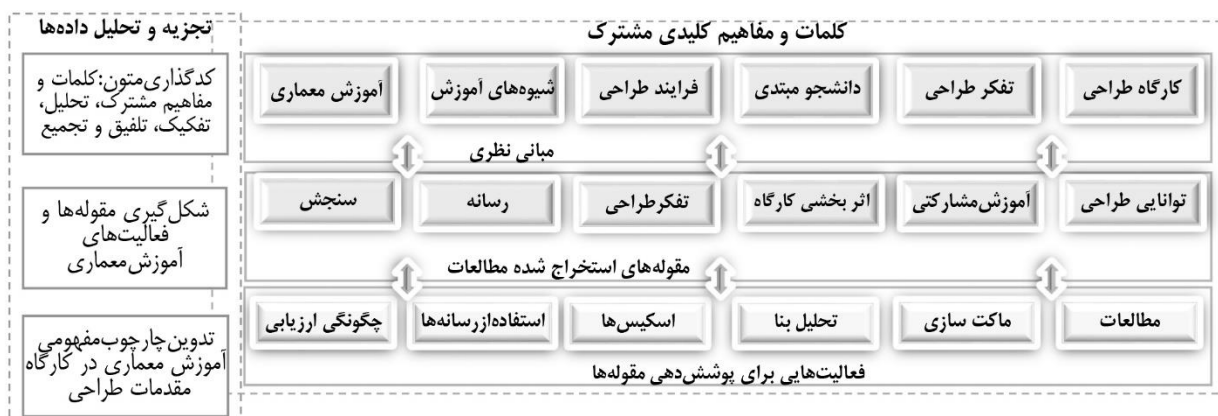 کلمات و مفاهیم کلیدی مشترک
کارگاه طراحی
تفکر طراحی
دانشجو مبتدی
فرایند طراحی
شیوه‌های آموزش
آموزش معماری
مبانی نظری
توانایی طراحی
آموزش‌مشارکتی
اثر بخشی کارگاه
تفکرطراحی
رسانه
سنجش
مقوله‌های استخراج شده مطالعات
مطالعات
ماکت سازی
تحلیل بنا
اسکیس‌ها
استفاده‌ازرسانه‌ها
چگونگی ارزیابی
فعالیت‌هایی برای پوشش‌دهی مقوله‌ها
تجزیه و تحلیل داده‌ها
کدگذاری‌متون:کلمات و
مفاهیم مشترک، تحلیل،
تفکیک، تلفیق و تجمیع
شکل‌گیری مقوله‌ها و
فعالیت‌های
آموزش‌معماری
تدوین‌چارچوب‌مفهومی
آموزش معماری در کارگاه
مقدمات طراحی